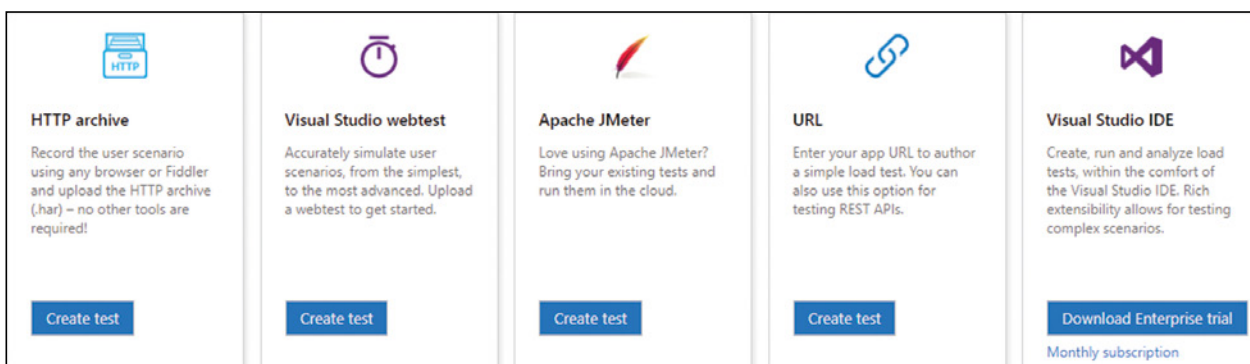 HTTP
HTTP archive
Record the user scenario
using any browser or Fiddler
and upload the HTTP archive
(.har) – no other tools are
required!
Create test
Visual Studio webtest
Accurately simulate user
scenarios, from the simplest,
to the most advanced. Upload
a webtest to get started.
Create test
Apache JMeter
Love using Apache JMeter?
Bring your existing tests and
run them in the cloud.
Create test
URL
Enter your app URL to author
a simple load test. You can
also use this option for
testing REST APIs.
Create test
Visual Studio IDE
Create, run and analyze load
tests, within the comfort of
the Visual Studio IDE. Rich
extensibility allows for testing
complex scenarios.
Download Enterprise trial
Monthly subscription